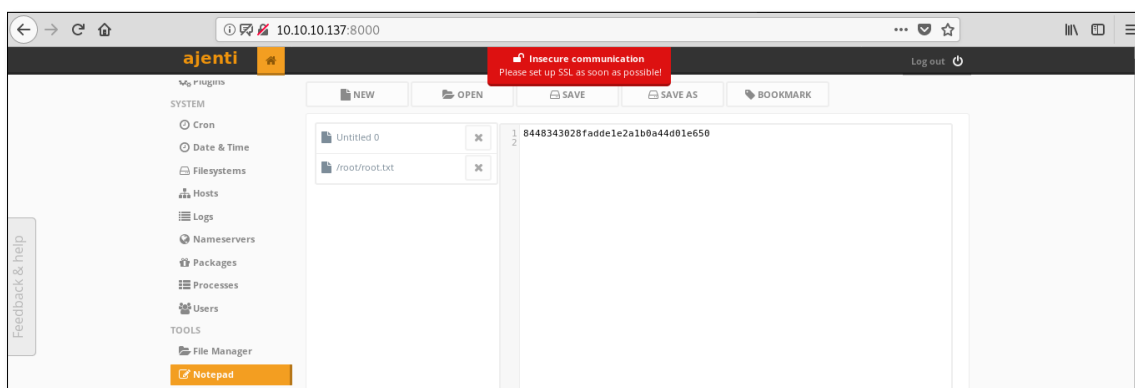 10.10.10.137:8000
ajenti
Insecure communication
Please set up SSL as soon as possible!
Log out
Plugins
SYSTEM
Cron
Date & Time
Filesystems
Hosts
Logs
Nameservers
Packages
Processes
Users
TOOLS
File Manager
Notepad
NEW
OPEN
SAVE
SAVE AS
BOOKMARK
Untitled 0
/root/root.txt
1 8448343028fadde1e2a1b0a44d01e650
2
Feedback & help